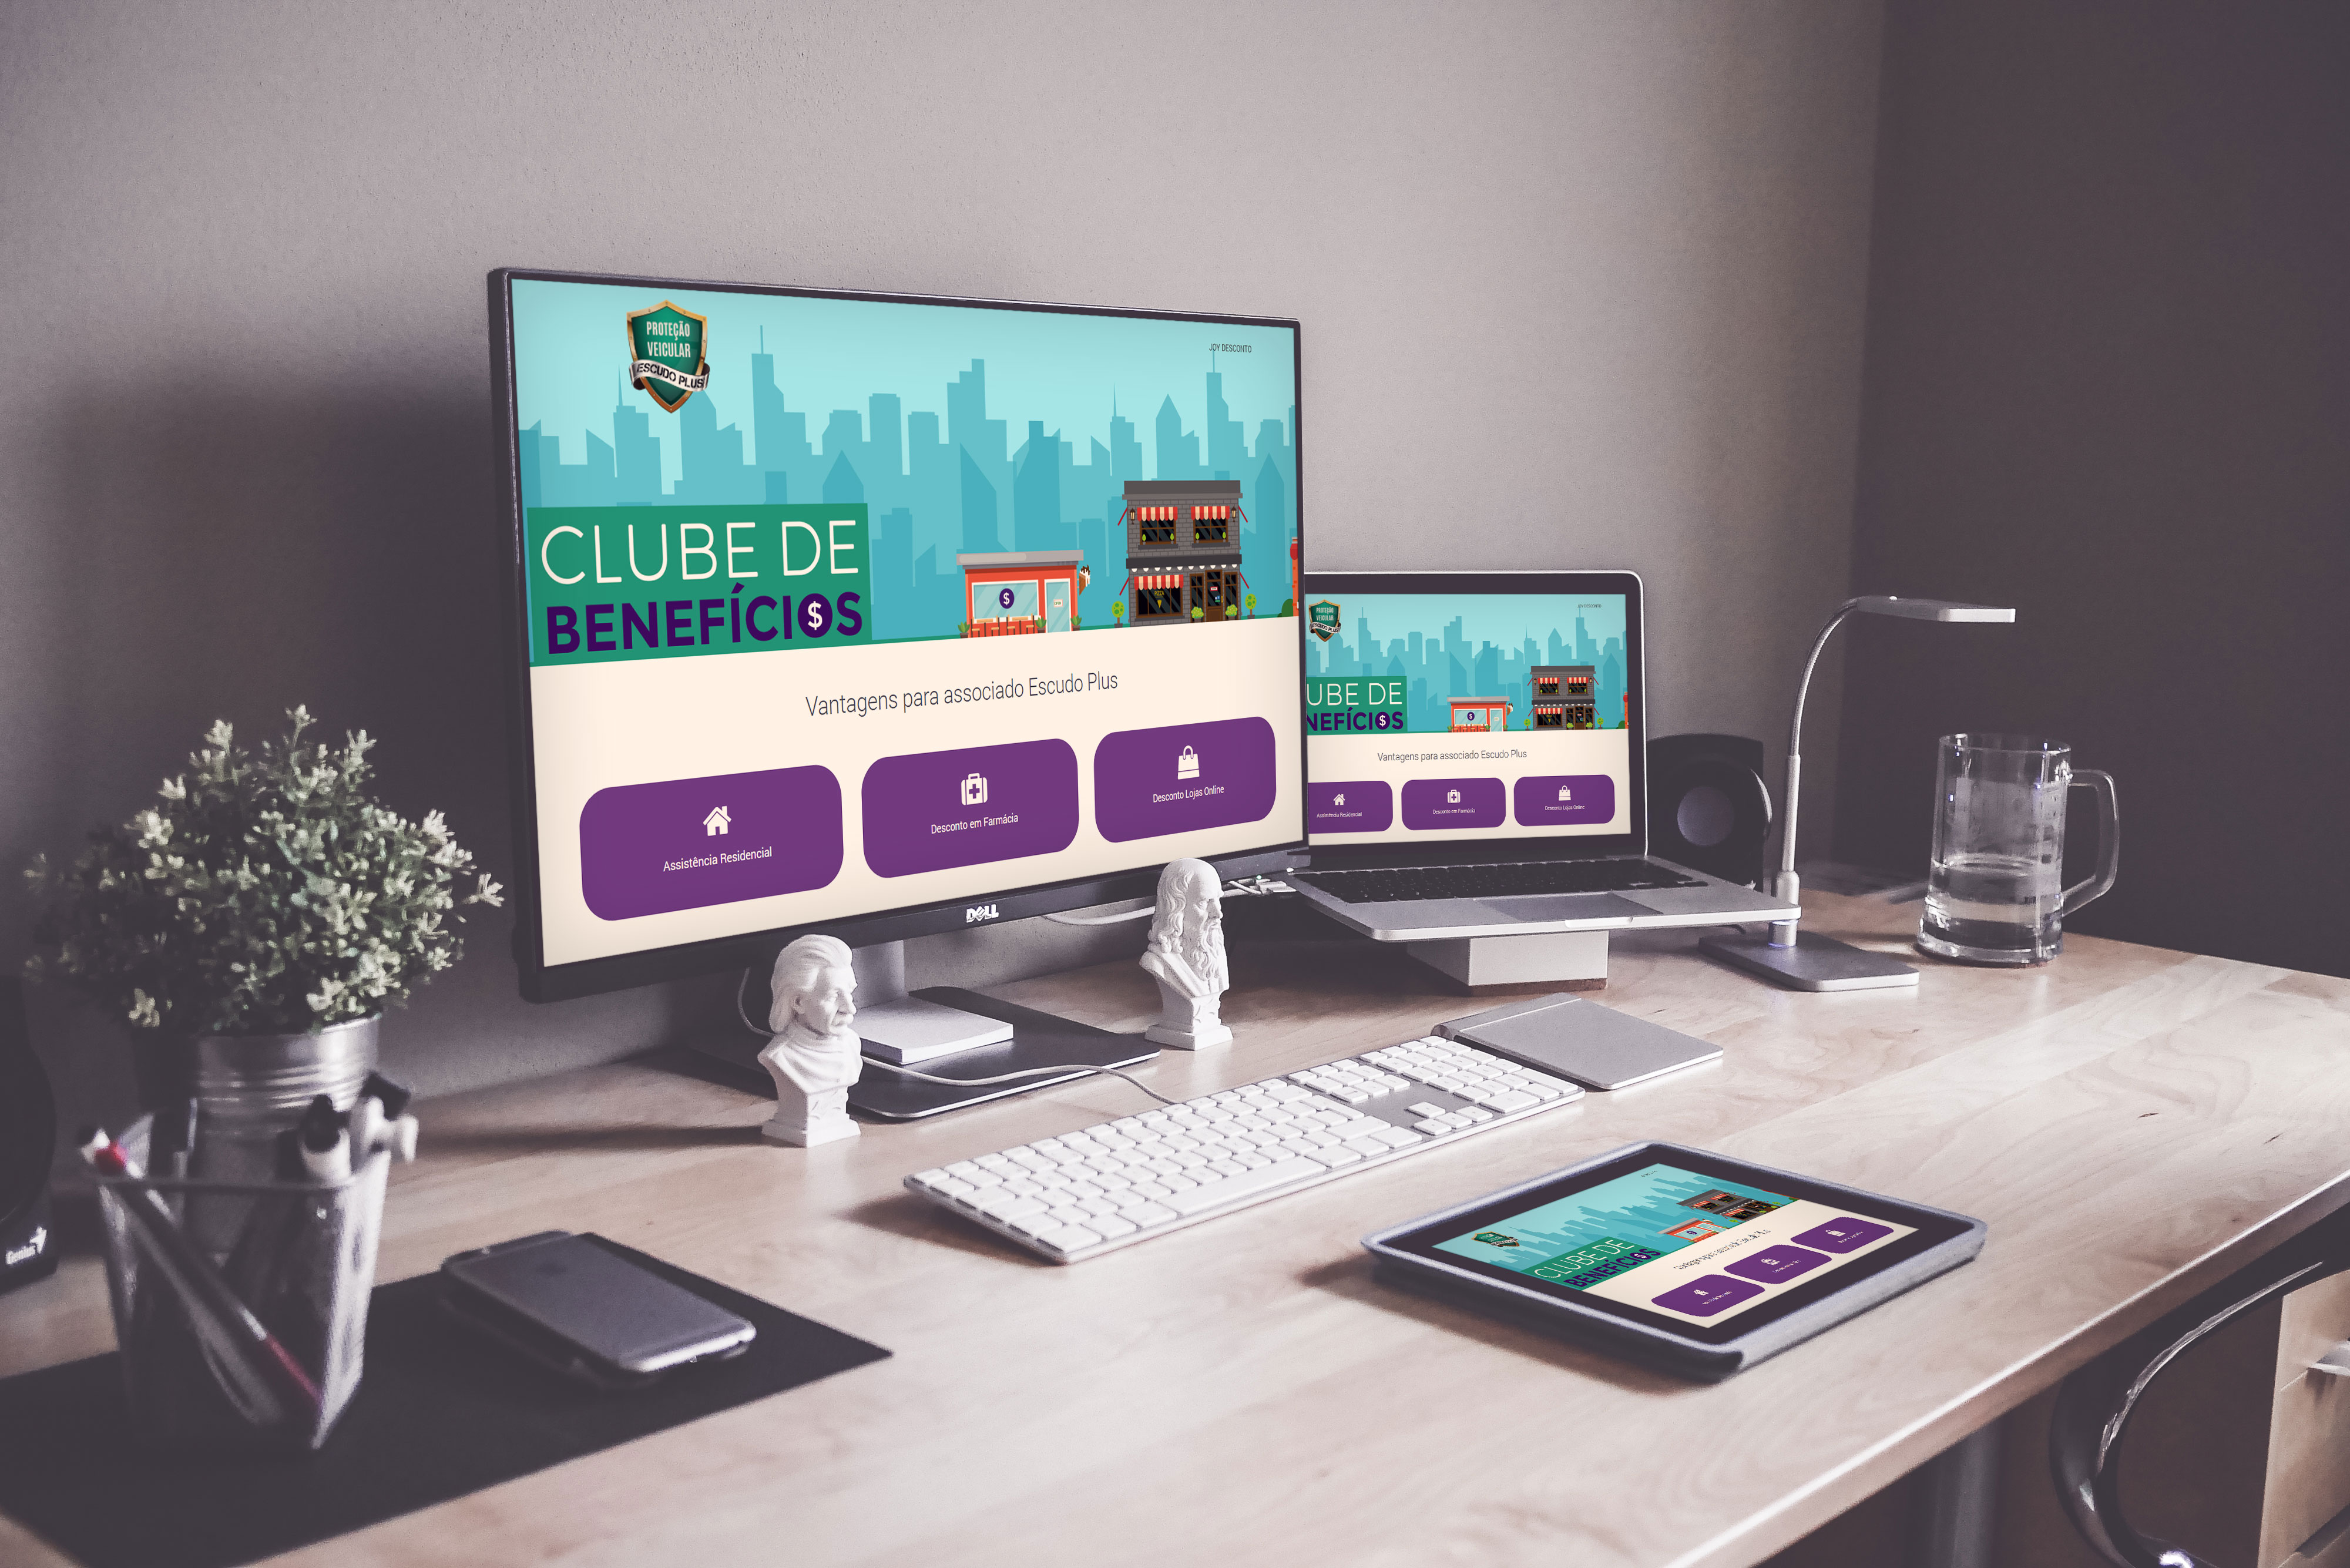 PROTEÇÃO
VEICULAR
ESCUDO PLUS
JOY DESCONTO
CLUBE DE
BENEFÍCIOS
$
Vantagens para associado Escudo Plus
Assistência Residencial
Desconto em Farmácia
Desconto Lojas Online
DELL
PROTEÇÃO
VEICULAR
ESCUDO PLUS
JOY DESCONTO
UBE DE
NEFÍCIOS
$
Vantagens para associado Escudo Plus
Assistência Residencial
Desconto em Farmácia
Desconto Lojas Online
CLUBE DE
BENEFÍCIOS
Genius